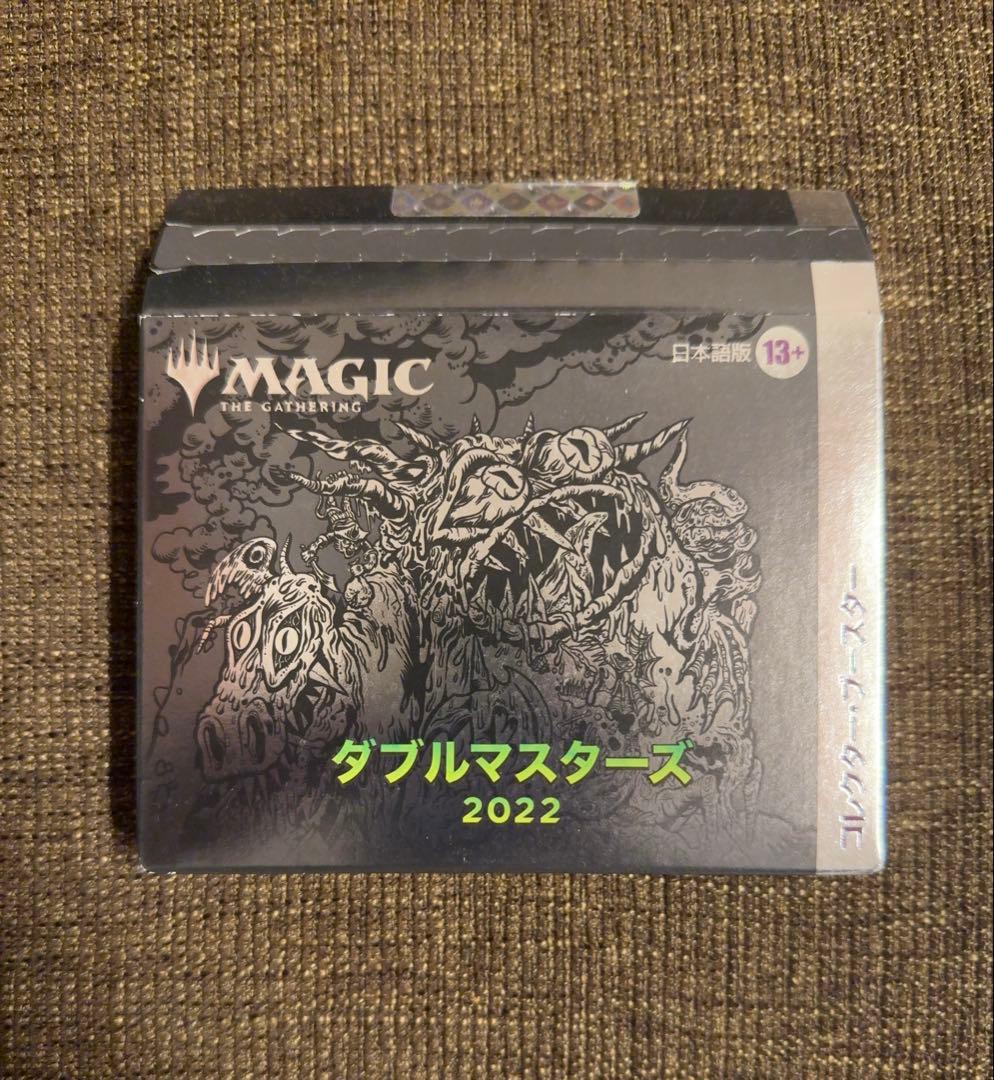 MAGIC
THE GATHERING
日本語版 13+
ダブルマスターズ
2022
コレクター・ブースター